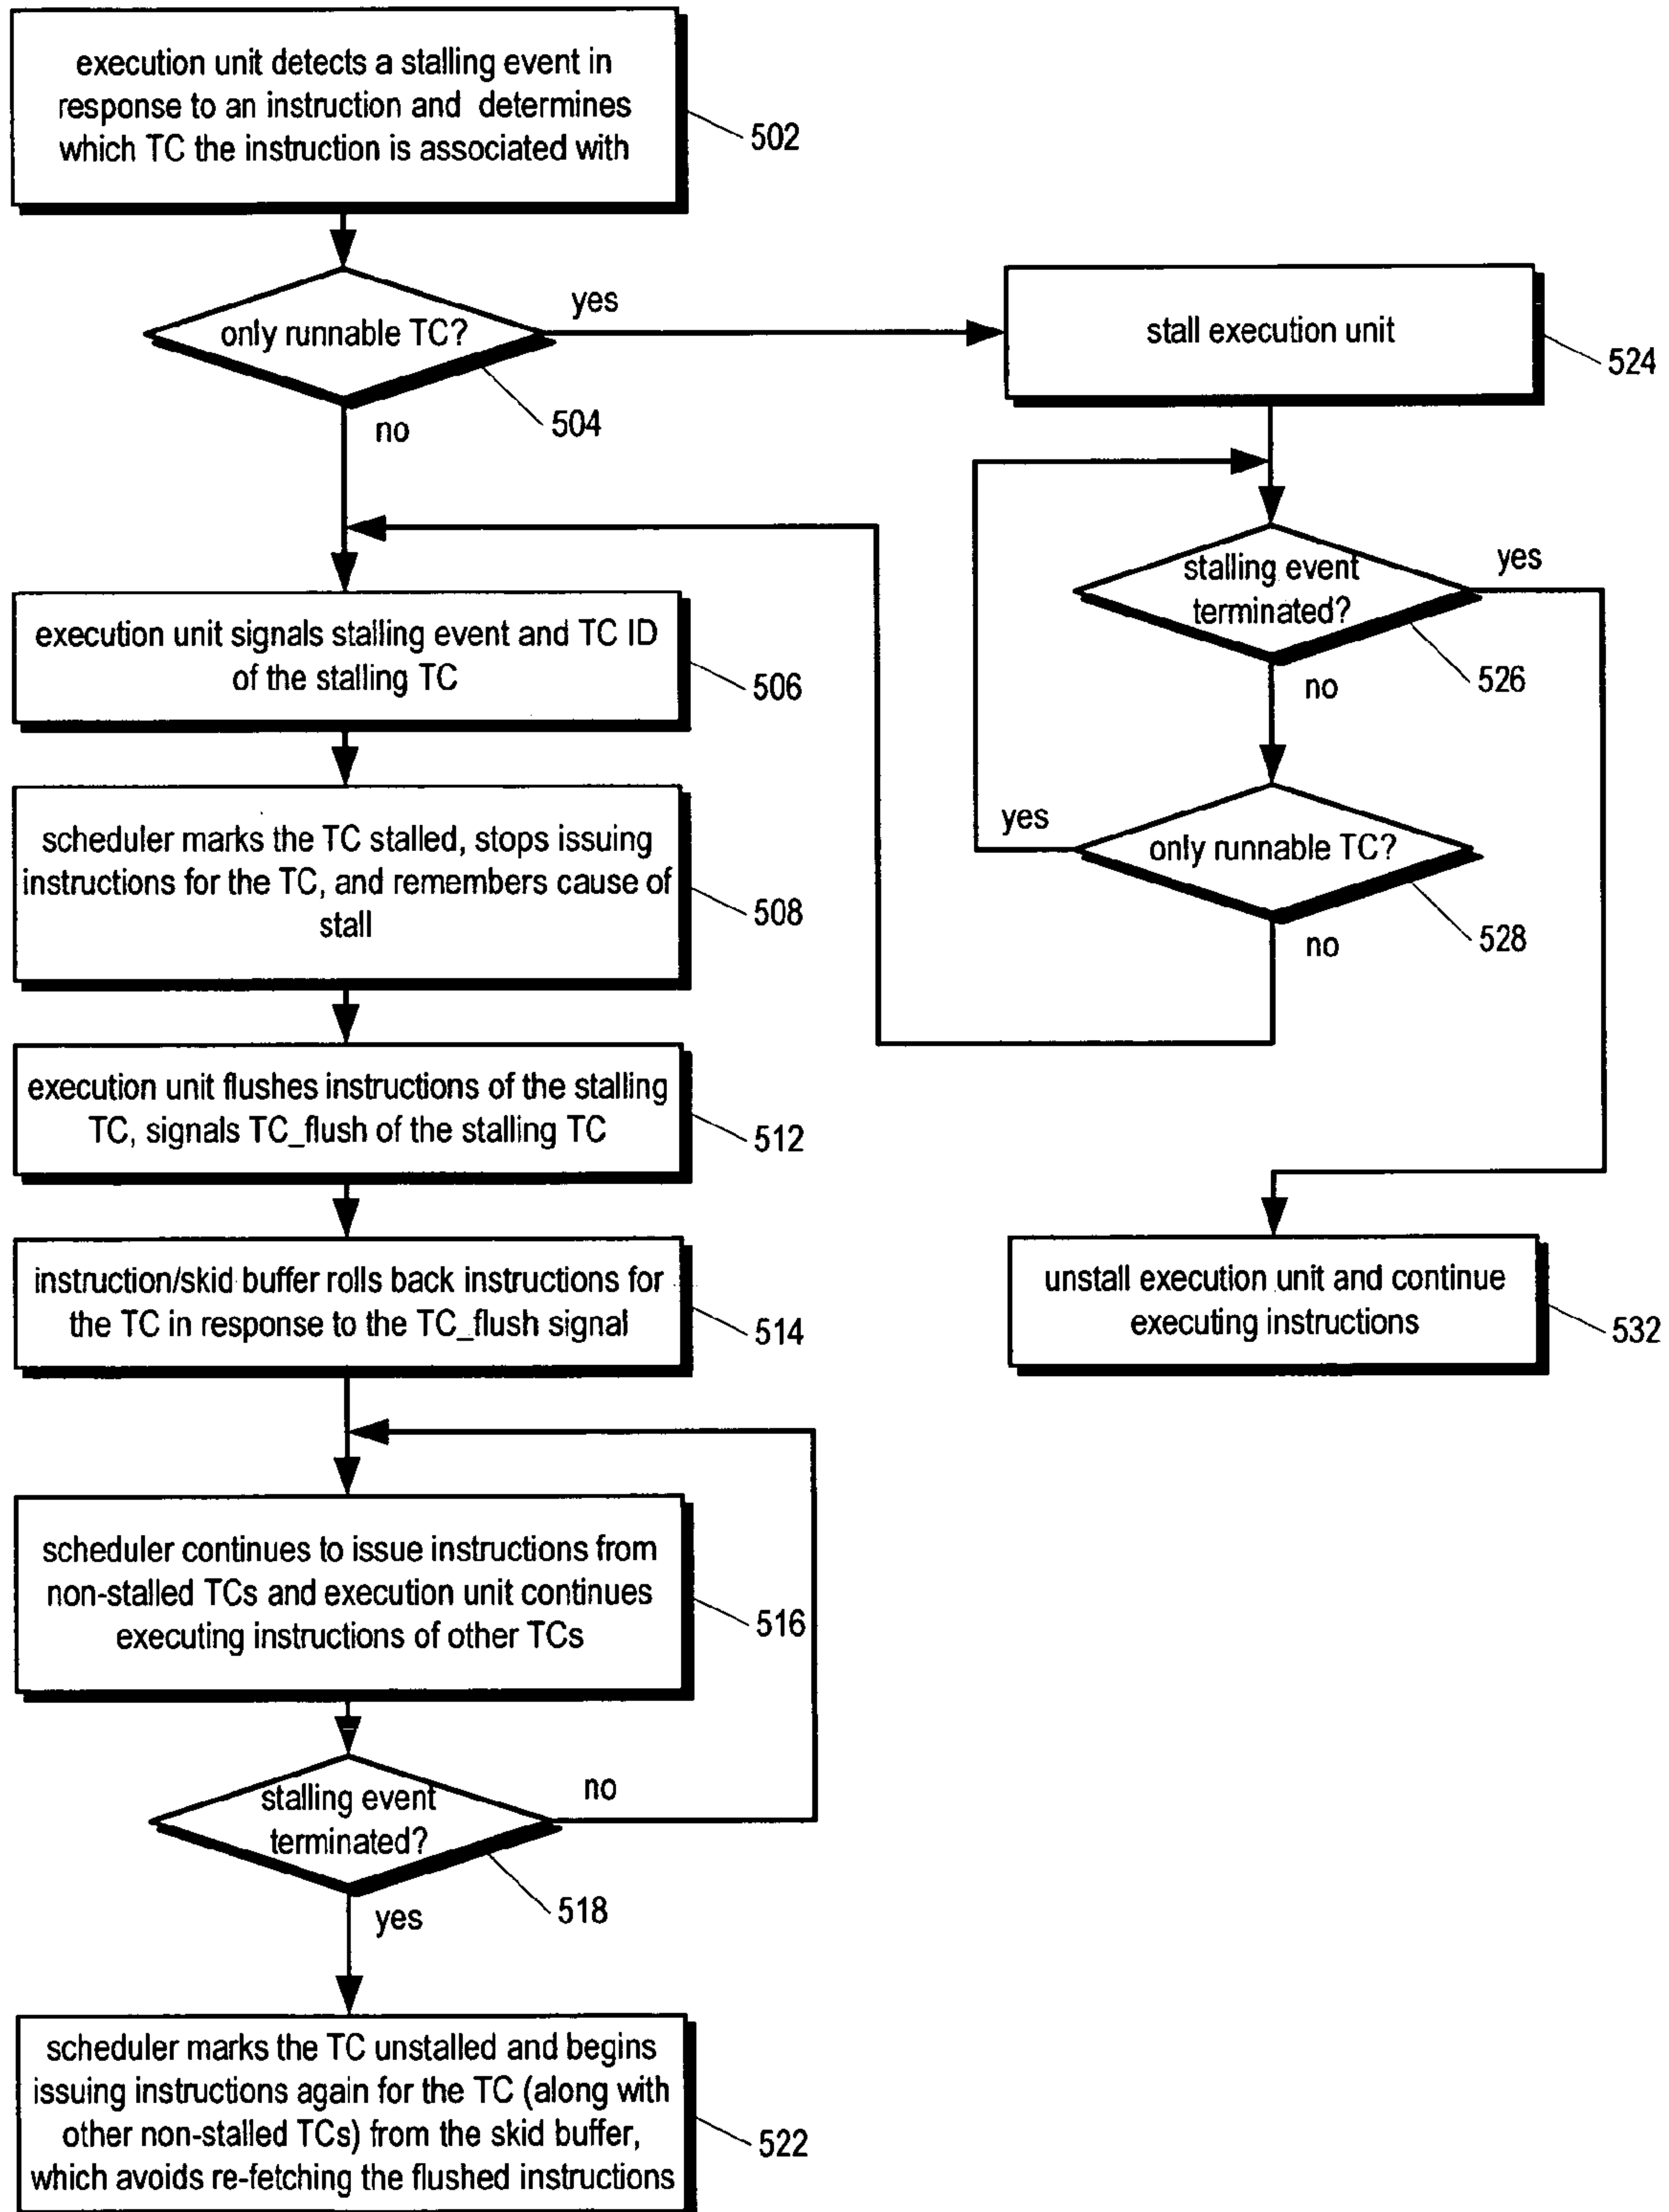 execution unit detects a stalling event in
response to an instruction and determines
which TC the instruction is associated with
502
only runnable TC?
yes
504
no
stall execution unit
524
stalling event
terminated?
yes
526
no
only runnable TC?
yes
528
no
execution unit signals stalling event and TC ID
of the stalling TC
506
scheduler marks the TC stalled, stops issuing
instructions for the TC, and remembers cause of
stall
508
execution unit flushes instructions of the stalling
TC, signals TC_flush of the stalling TC
512
instruction/skid buffer rolls back instructions for
the TC in response to the TC_flush signal
514
unstall execution unit and continue
executing instructions
532
scheduler continues to issue instructions from
non-stalled TCs and execution unit continues
executing instructions of other TCs
516
stalling event
terminated?
no
518
yes
scheduler marks the TC unstalled and begins
issuing instructions again for the TC (along with
other non-stalled TCs) from the skid buffer,
which avoids re-fetching the flushed instructions
522